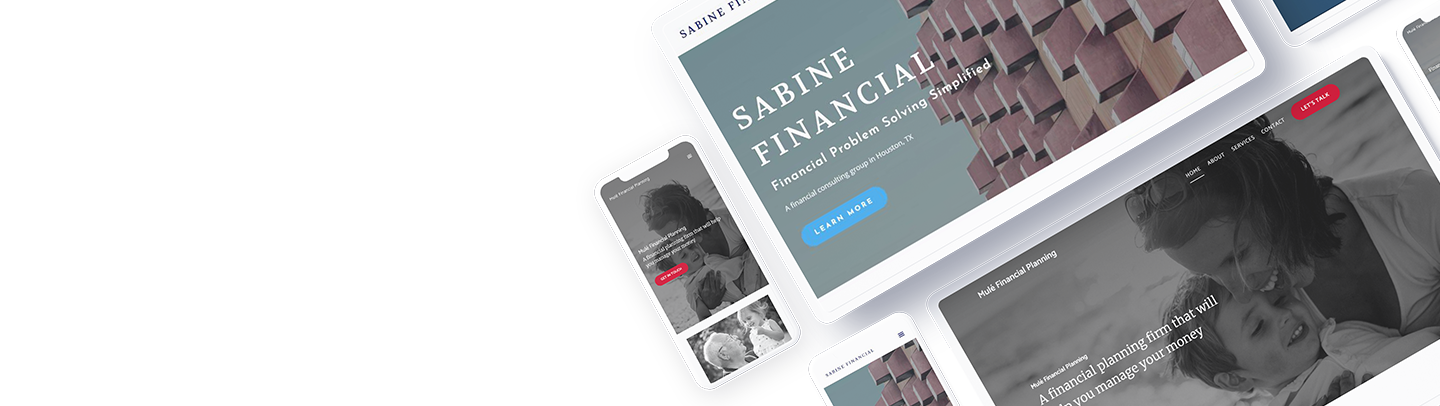 SABINE
SABINE
FINANCIAL
Financial Problem Solving Simplified
A financial consulting group in Houston, TX
LEARN MORE
Mulé Financial Planning
Mulé Financial Planning
A financial planning firm that will help
you manage your money
GET IN TOUCH
SABINE FINANCIAL
Mulé Financial Planning
HOME ABOUT SERVICES CONTACT LET'S TALK
Mulé Financial Planning
A financial planning firm that will
you manage your money